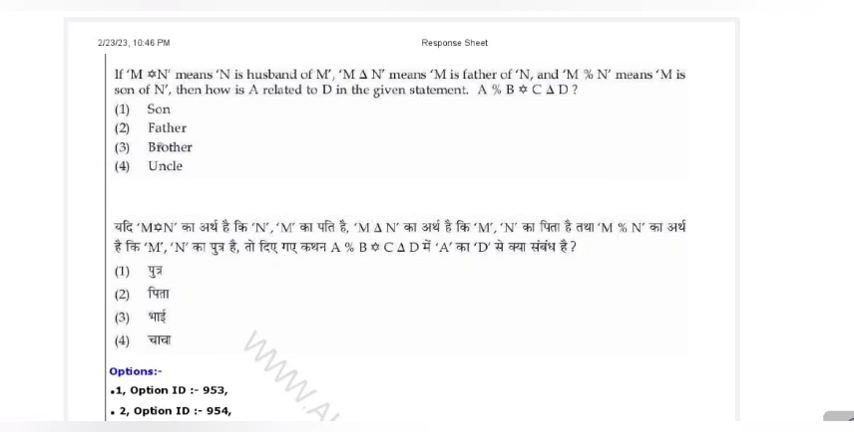 2/23/23, 10:46 PM Response Sheet
If 'M ✡N' means 'N is husband of M', 'M Δ N' means 'M is father of 'N, and 'M % N' means 'M is
son of N', then how is A related to D in the given statement. A % B ✡ C Δ D ?
(1) Son
(2) Father
(3) Brother
(4) Uncle
यदि 'M✡N' का अर्थ है कि 'N', 'M' का पति है, 'M Δ N' का अर्थ है कि 'M', 'N' का पिता है तथा 'M % N' का अर्थ
है कि 'M', 'N' का पुत्र है, तो दिए गए कथन A % B ✡ C Δ D में 'A' का 'D' से क्या संबंध है ?
(1) पुत्र
(2) पिता
(3) भाई
(4) चाचा
Options:-
•1, Option ID :- 953,
• 2, Option ID :- 954,
WWW.A